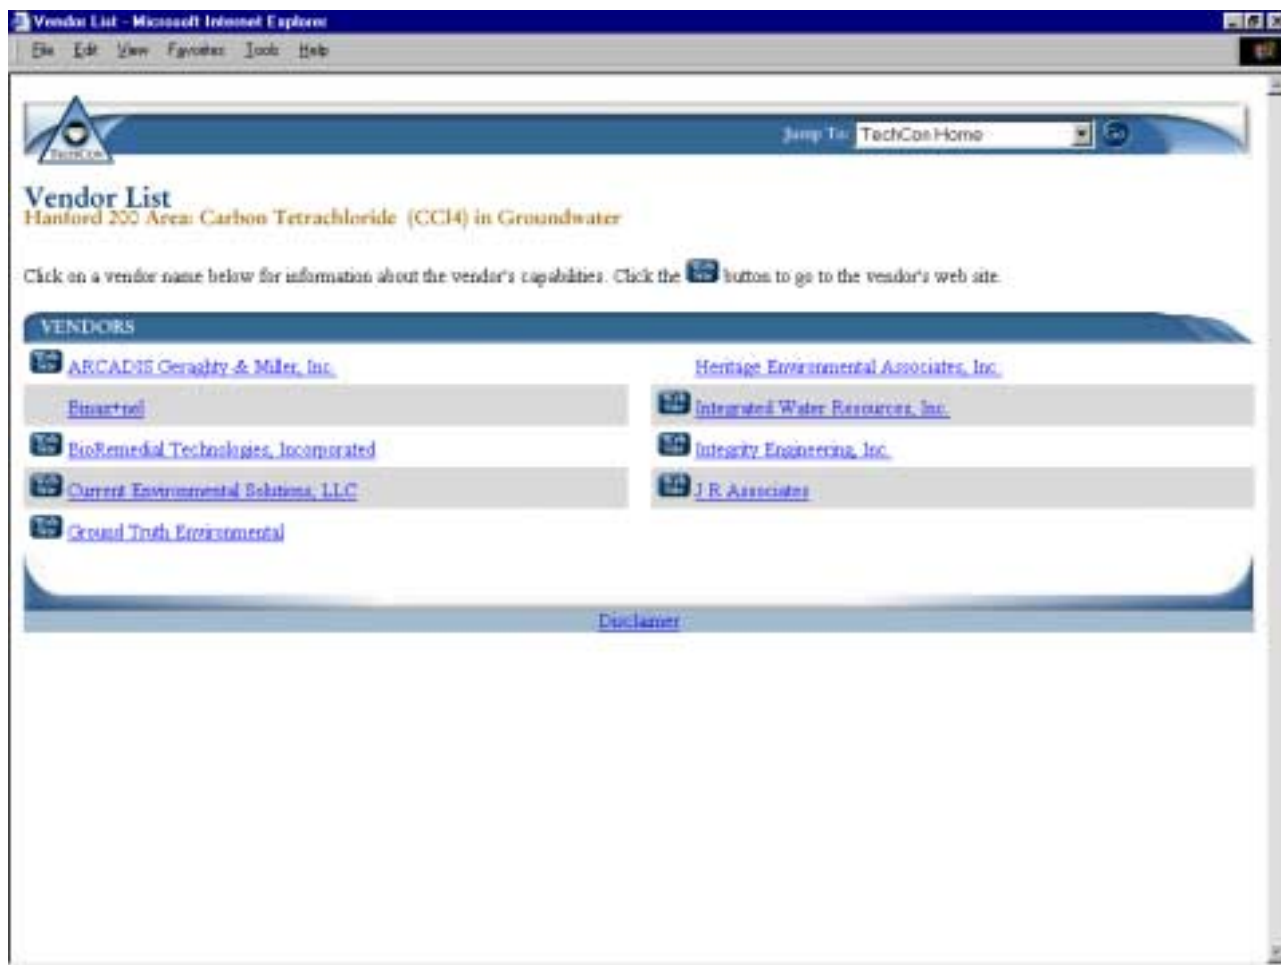 Vendor List - Microsoft Internet Explorer
File Edit View Favorites Tools Help
TechCon
Jump To: TechCon Home Go
Vendor List
Hanford 200 Area: Carbon Tetrachloride (CCl4) in Groundwater
Click on a vendor name below for information about the vendor's capabilities. Click the button to go to the vendor's web site.
VENDORS
ARCADIS Geraghty & Miller, Inc. Heritage Environmental Associates, Inc.
Integrated Water Resources, Inc.
BioRemedial Technologies, Incorporated Integrity Engineering, Inc.
Current Environmental Solutions, LLC J R Associates
Ground Truth Environmental
Disclaimer